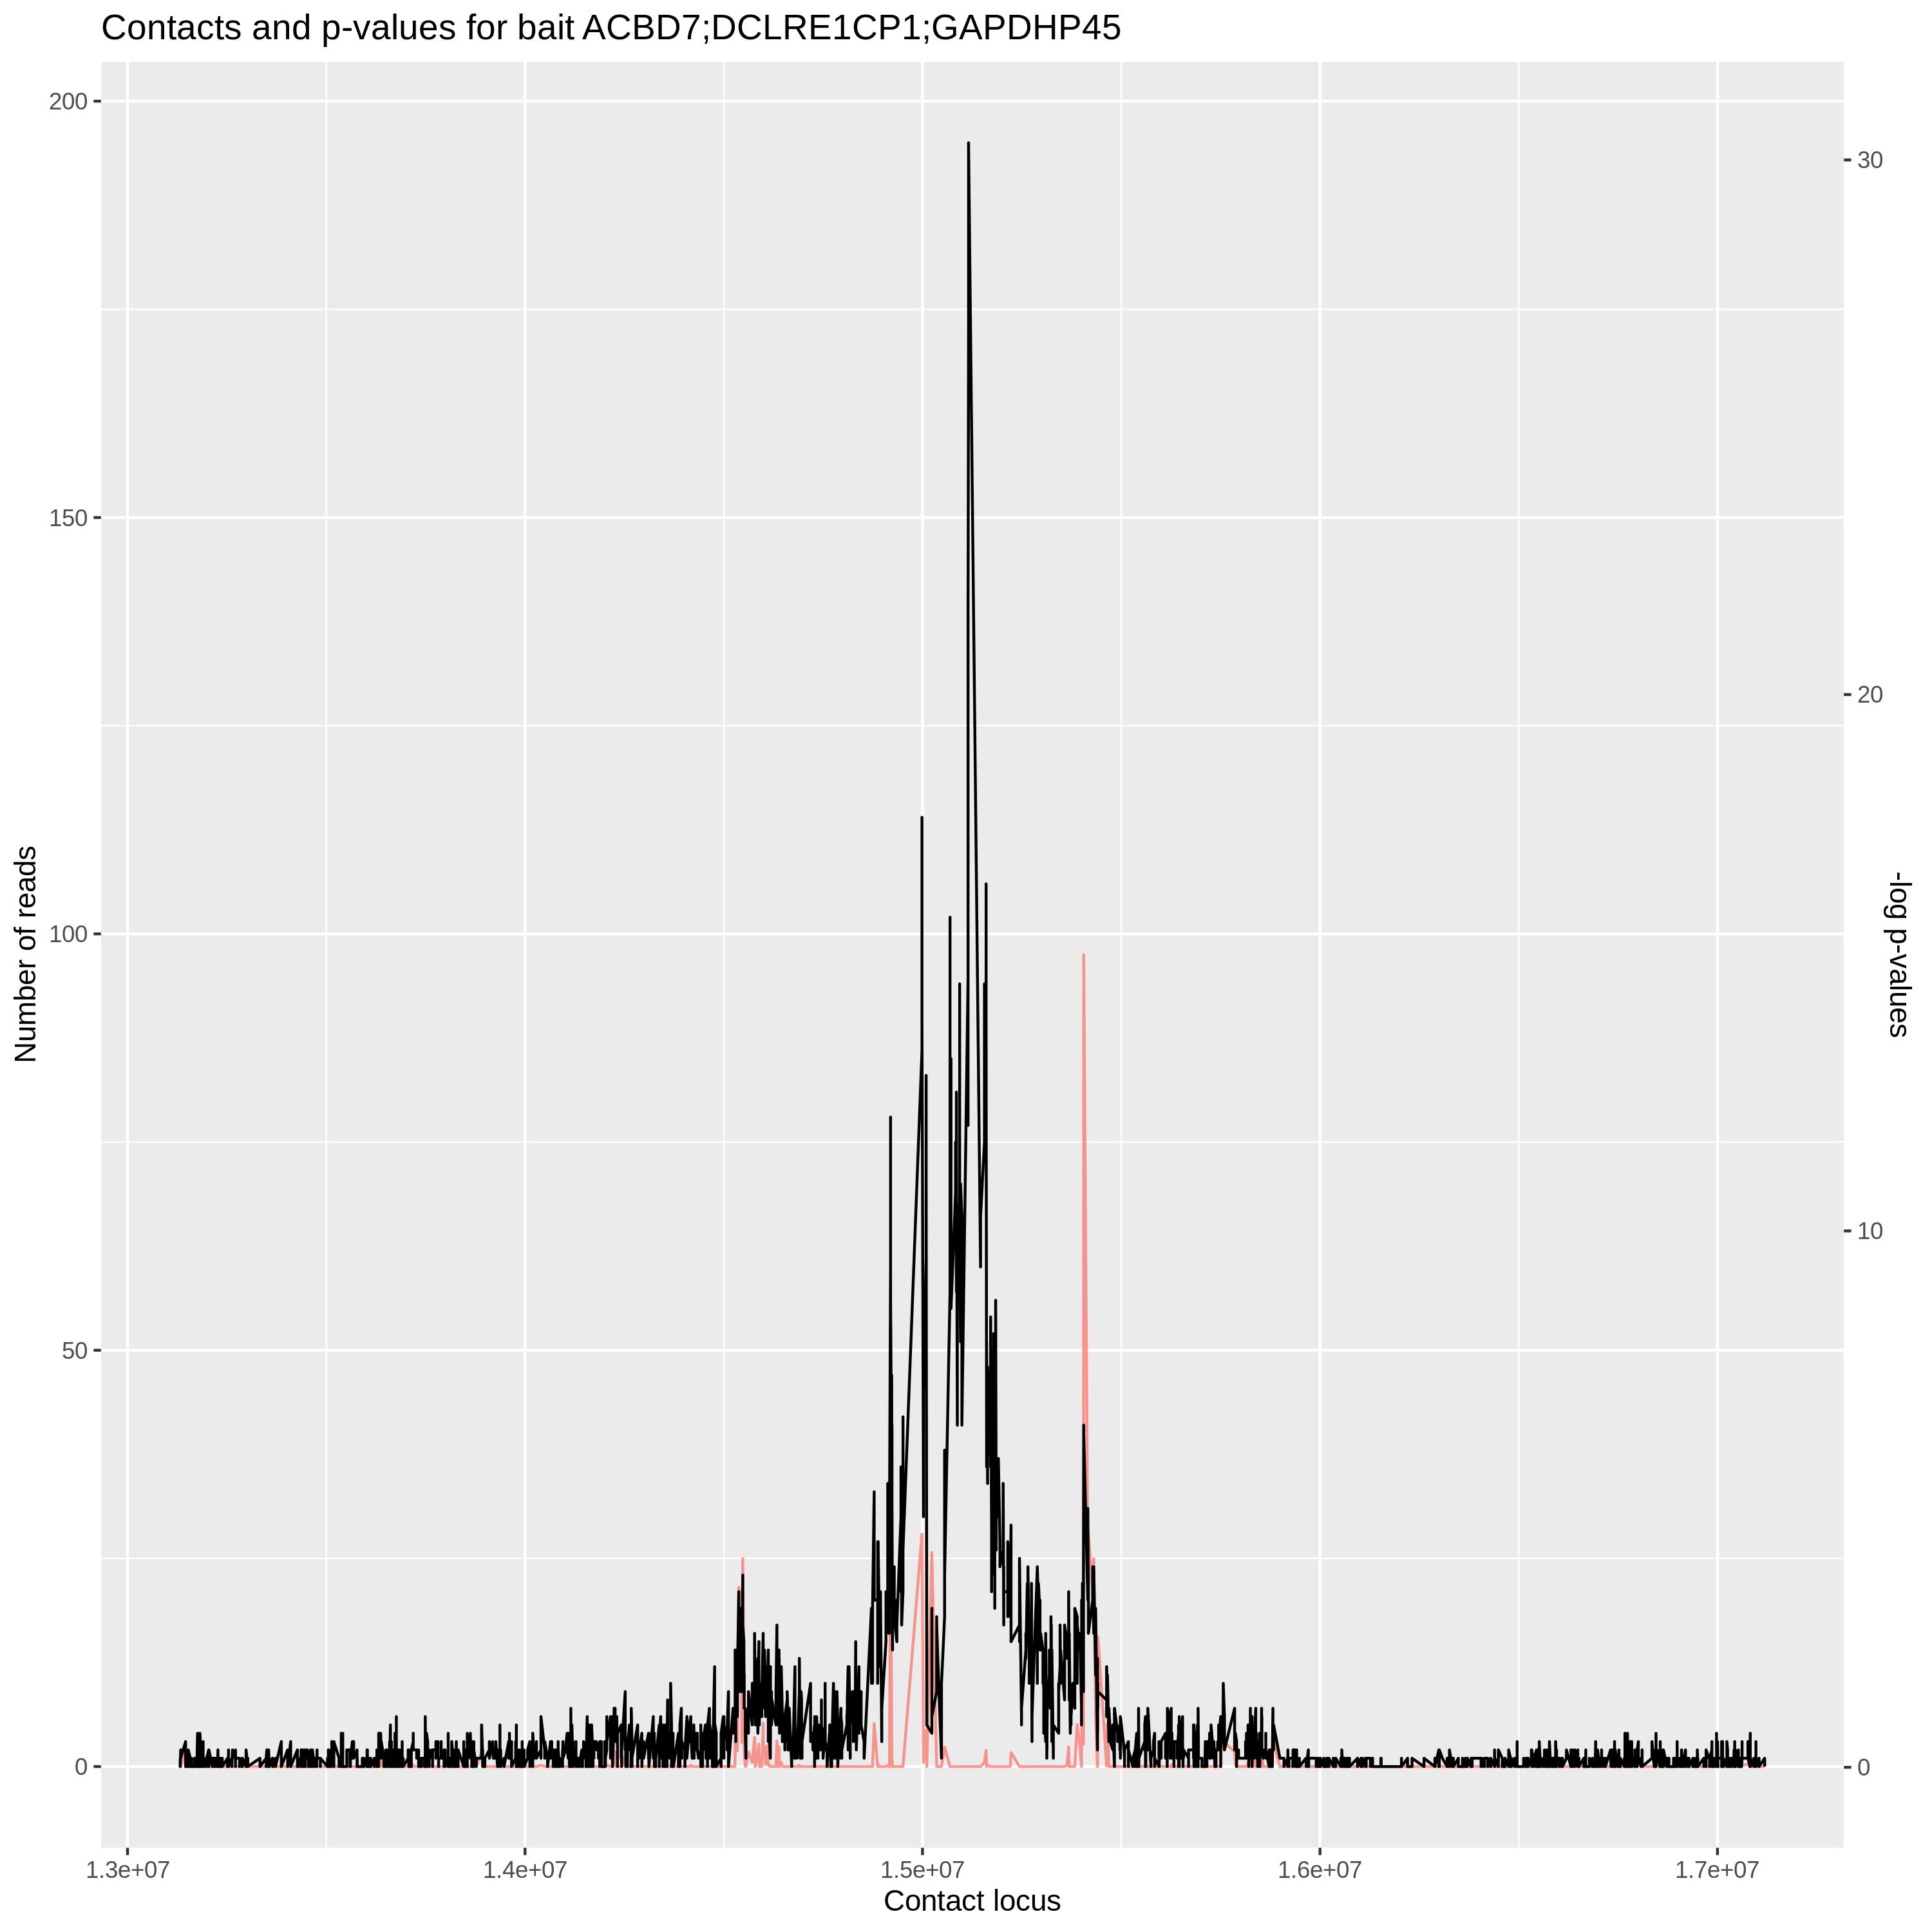 Contacts and p-values for bait ACBD7;DCLRE1CP1;GAPDHP45
200
150
100
50
0
Number of reads
30
20
10
0
-log p-values
1.3e+07
1.4e+07
1.5e+07
1.6e+07
1.7e+07
Contact locus